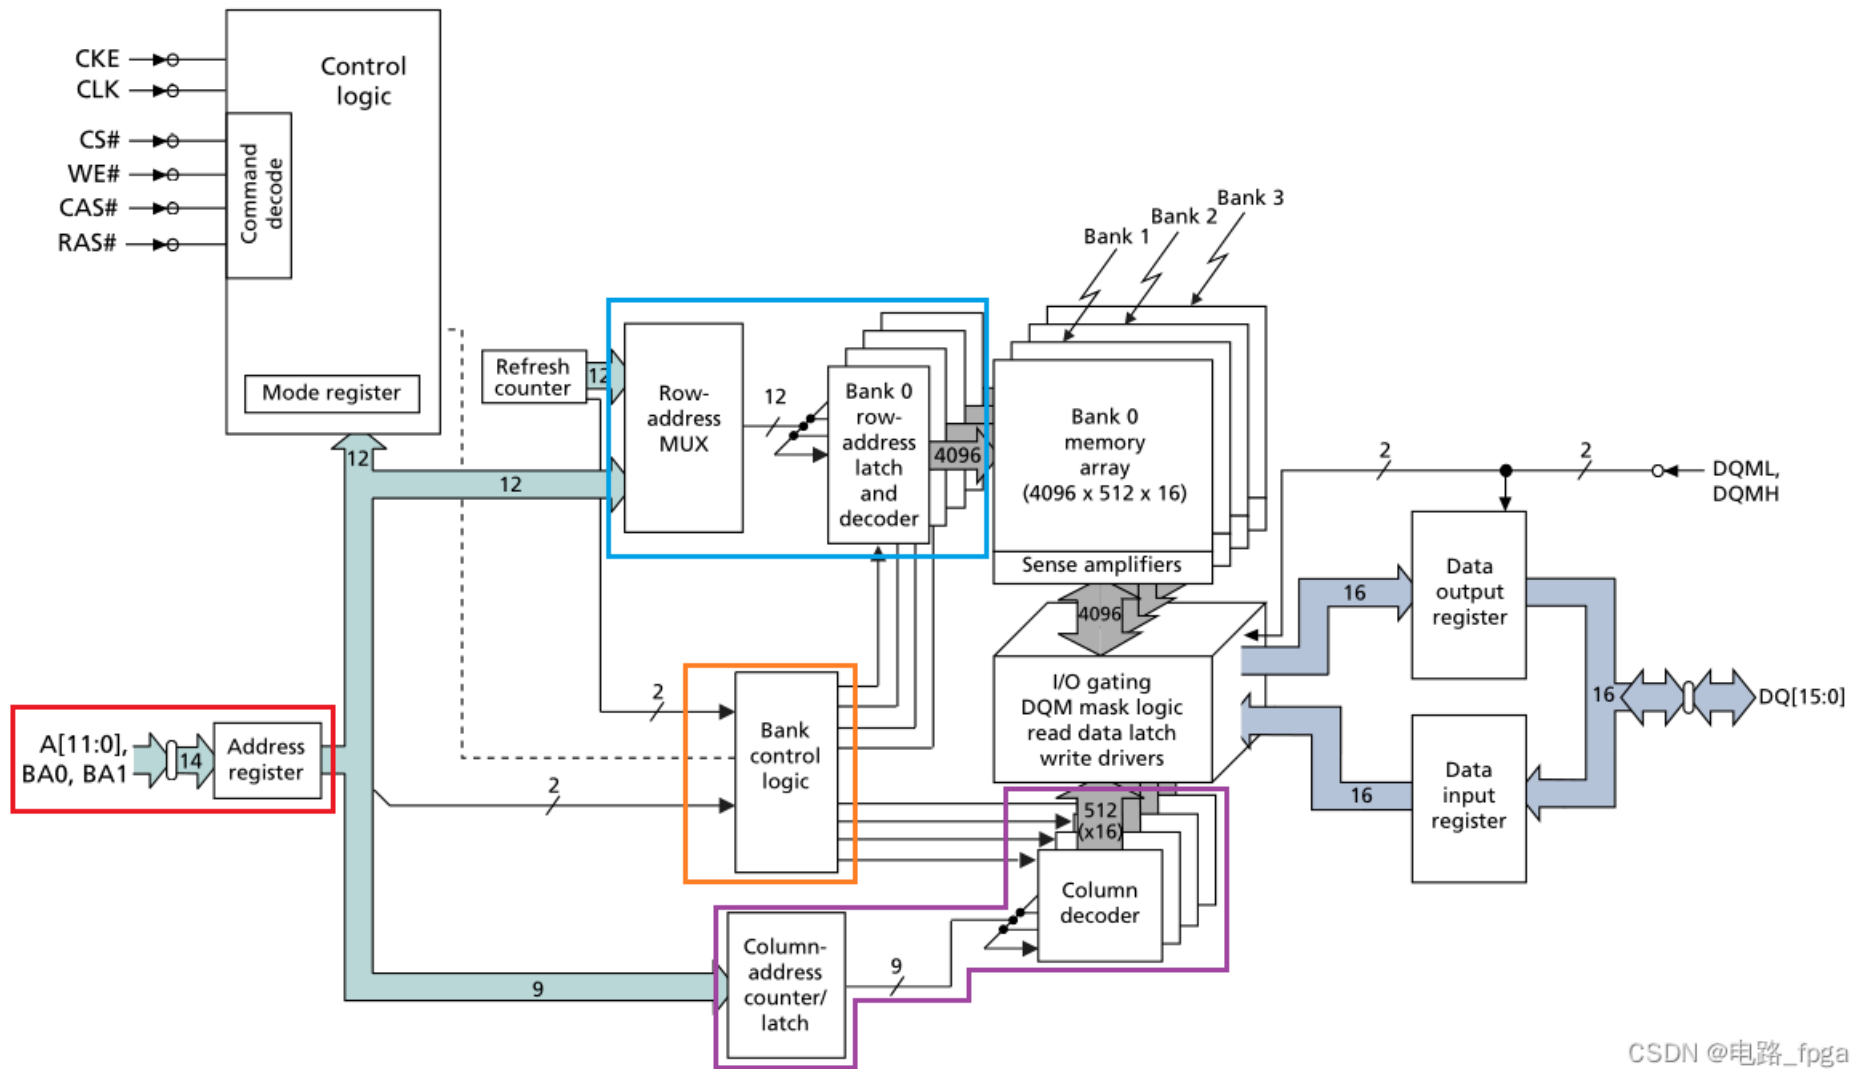 CKE
CLK
CS#
WE#
CAS#
RAS#
Control
logic
Command
decode
Mode register
Bank 3
Bank 2
Bank 1
Refresh
counter
12
Row-
address
MUX
12
Bank 0
row-
address
latch
and
decoder
4096
Bank 0
memory
array
(4096 x 512 x 16)
Sense amplifiers
12
12
2
2
DQML,
DQMH
4096
16
Data
output
register
I/O gating
DQM mask logic
read data latch
write drivers
16
DQ[15:0]
2
Bank
control
logic
A[11:0],
BA0, BA1
14
Address
register
2
16
Data
input
register
512
(x16)
Column
decoder
9
Column-
address
counter/
latch
9
CSDN @电路_fpga